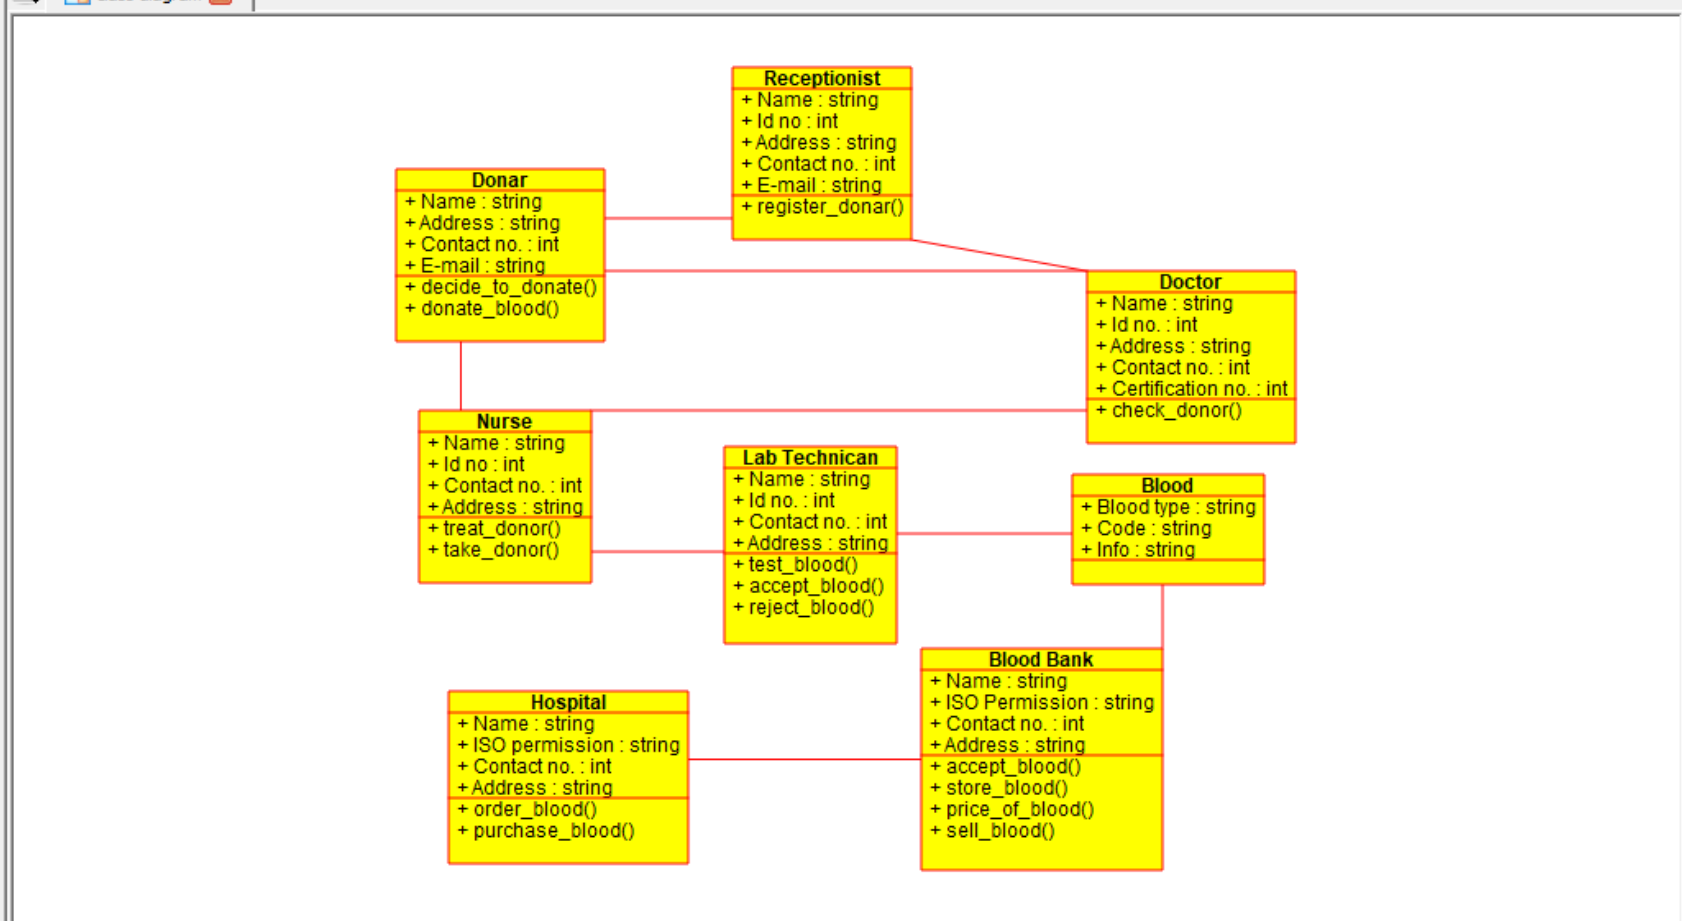 Receptionist
+ Name : string
+ Id no : int
+ Address : string
+ Contact no. : int
+ E-mail : string
+ register_donar()
Donar
+ Name : string
+ Address : string
+ Contact no. : int
+ E-mail : string
+ decide_to_donate()
+ donate_blood()
Doctor
+ Name : string
+ Id no. : int
+ Address : string
+ Contact no. : int
+ Certification no. : int
+ check_donor()
Nurse
+ Name : string
+ Id no : int
+ Contact no. : int
+ Address : string
+ treat_donor()
+ take_donor()
Lab Technican
+ Name : string
+ Id no. : int
+ Contact no. : int
+ Address : string
+ test_blood()
+ accept_blood()
+ reject_blood()
Blood
+ Blood type : string
+ Code : string
+ Info : string
Blood Bank
+ Name : string
+ ISO Permission : string
+ Contact no. : int
+ Address : string
+ accept_blood()
+ store_blood()
+ price_of_blood()
+ sell_blood()
Hospital
+ Name : string
+ ISO permission : string
+ Contact no. : int
+ Address : string
+ order_blood()
+ purchase_blood()